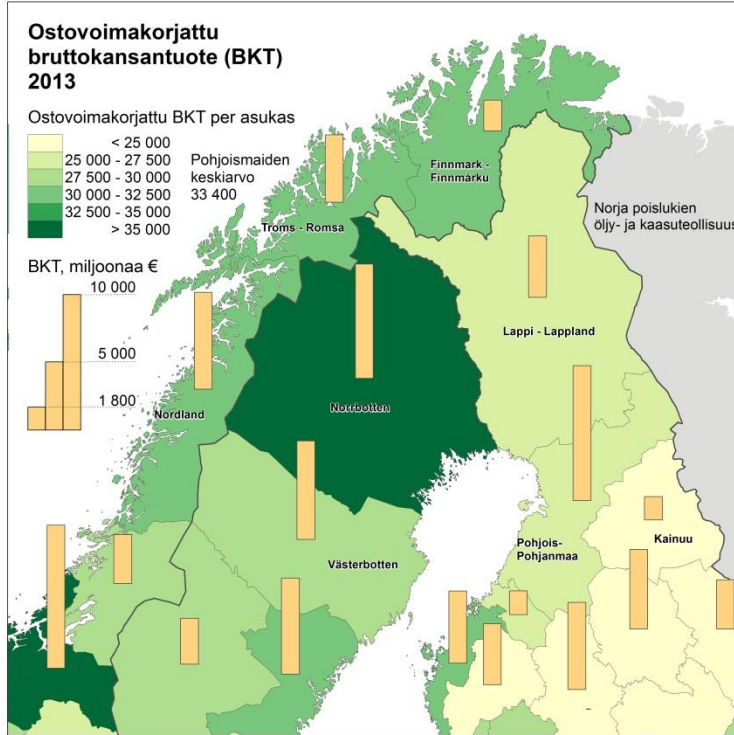 Ostovoimakorjattu
bruttokansantuote (BKT)
2013
Ostovoimakorjattu BKT per asukas
< 25 000
25 000 - 27 500
27 500 - 30 000
30 000 - 32 500
32 500 - 35 000
> 35 000
Pohjoismaiden
keskiarvo
33 400
BKT, miljoonaa €
10 000
5 000
1 800
Finnmark -
Finnmárku
Troms - Romsa
Norja poislukien
öljy- ja kaasuteollisuus
Lappi - Lappland
Nordland
Norrbotten
Västerbotten
Pohjois-
Pohjanmaa
Kainuu